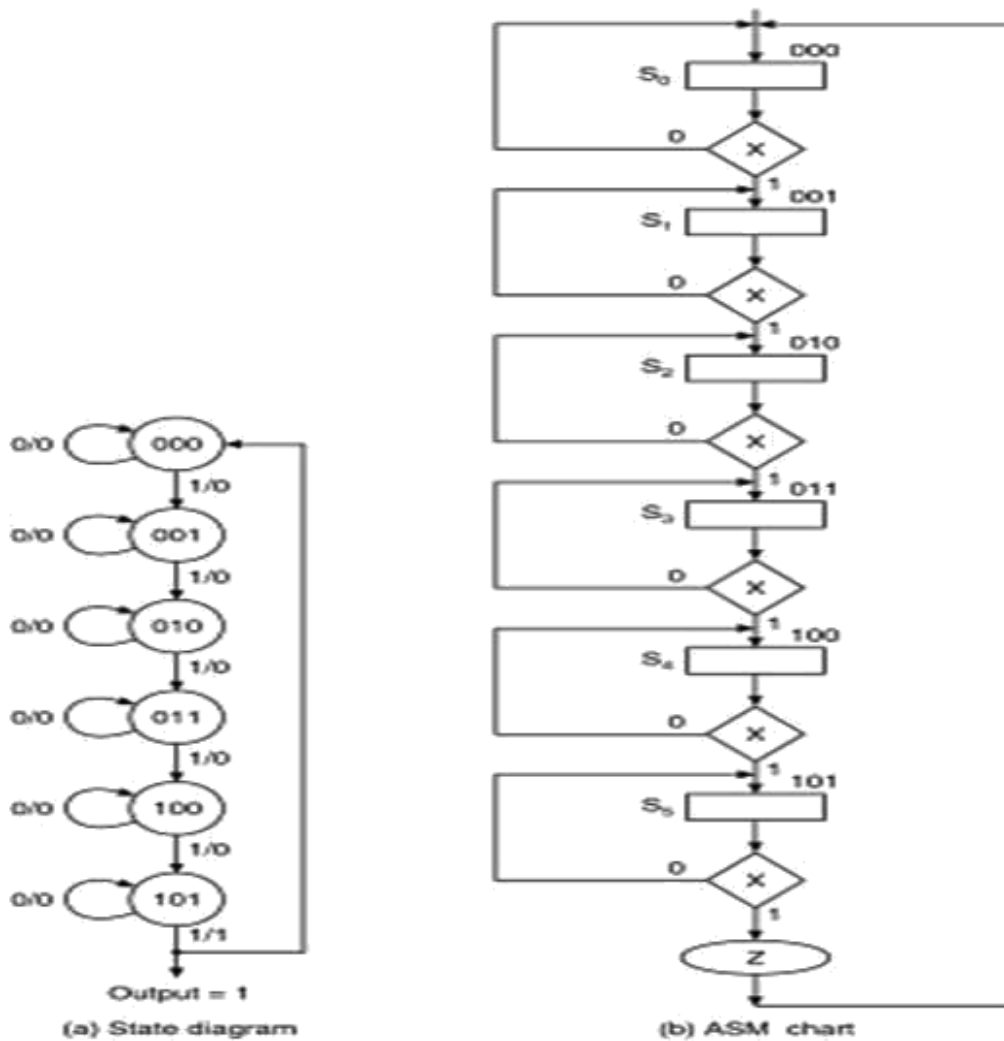 000
0/0
1/0
001
0/0
1/0
010
0/0
1/0
011
0/0
1/0
100
0/0
1/0
101
0/0
1/1
Output = 1
(a) State diagram
000
S0
0
X
1
001
S1
0
X
1
010
S2
0
X
1
011
S3
0
X
1
100
S4
0
X
1
101
S5
0
X
1
Z
(b) ASM chart